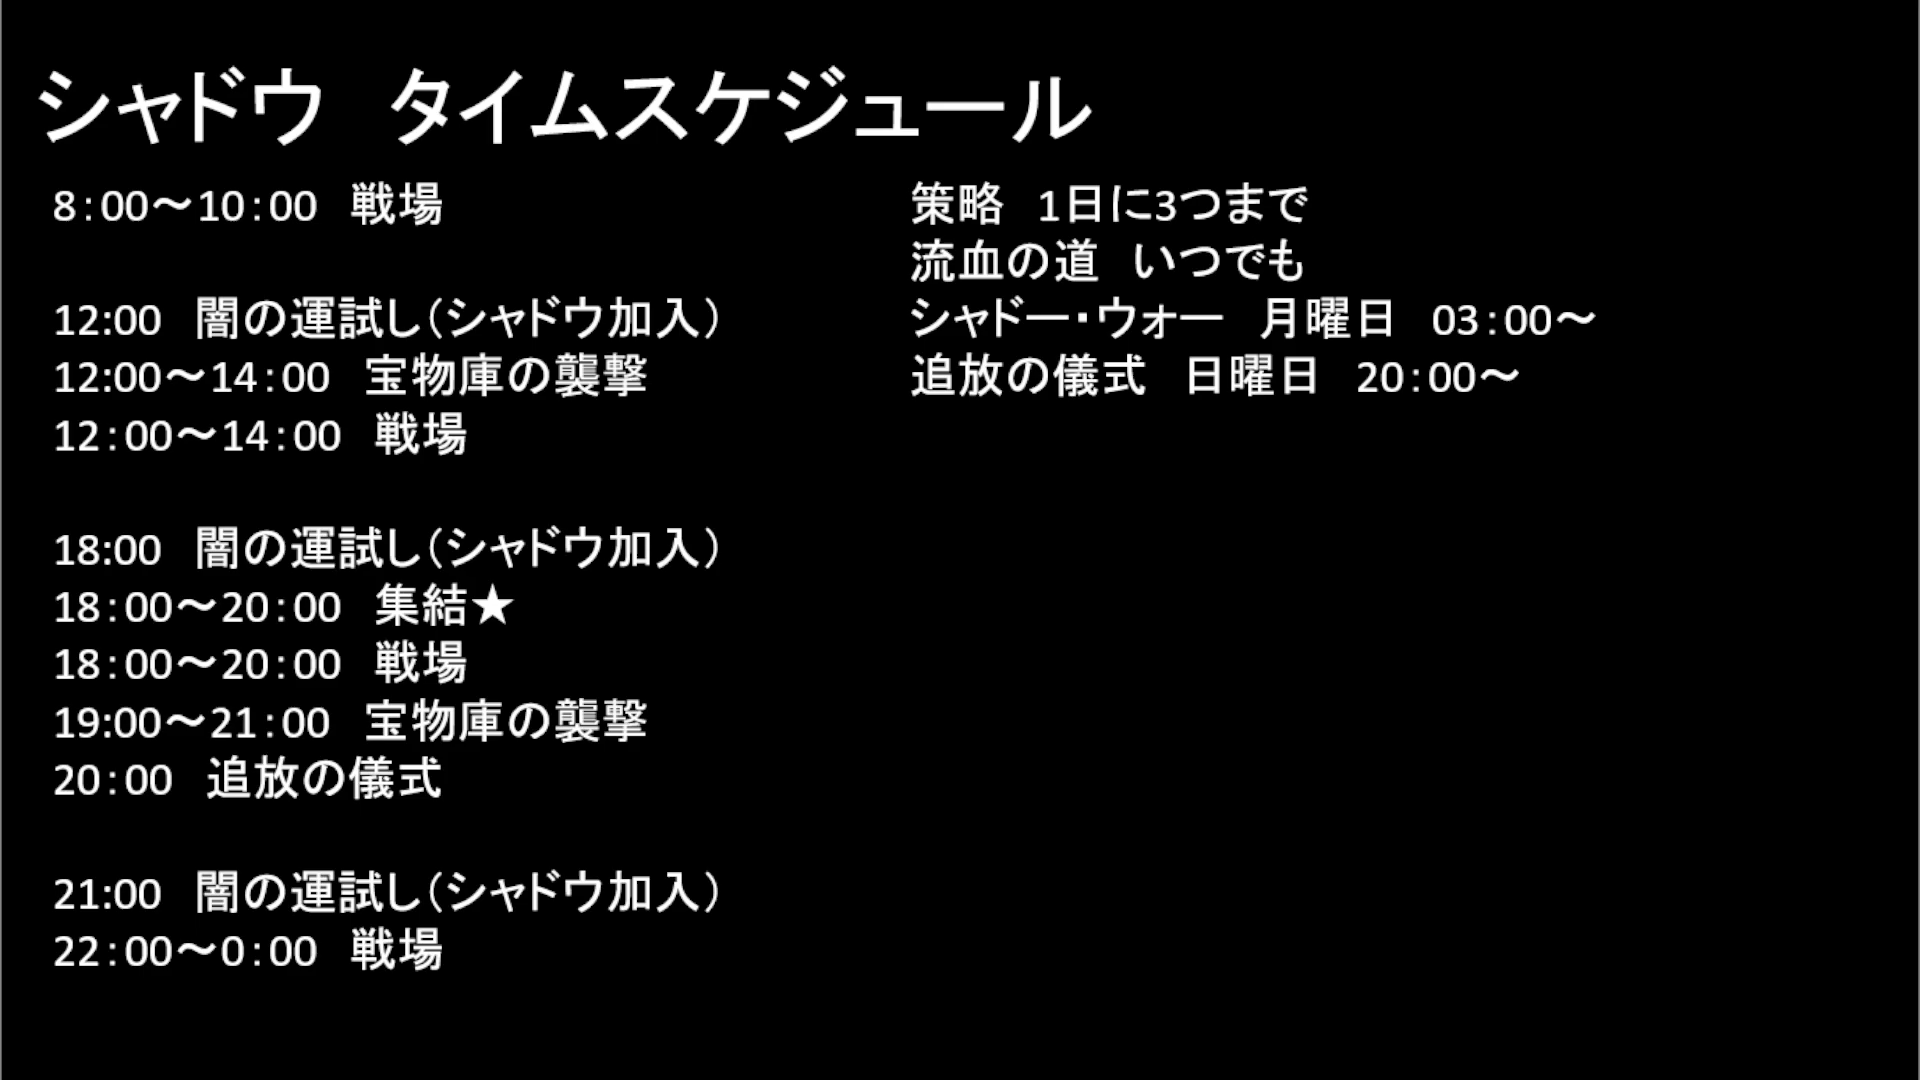 シャドウ　タイムスケジュール
8：00～10：00　戦場
12:00　闇の運試し（シャドウ加入）
12:00～14：00　宝物庫の襲撃
12：00～14：00　戦場
18:00　闇の運試し（シャドウ加入）
18：00～20：00　集結★
18：00～20：00　戦場
19:00～21：00　宝物庫の襲撃
20：00　追放の儀式
21:00　闇の運試し（シャドウ加入）
22：00～0：00　戦場
策略　1日に3つまで
流血の道　いつでも
シャドー・ウォー　月曜日　03：00～
追放の儀式　日曜日　20：00～